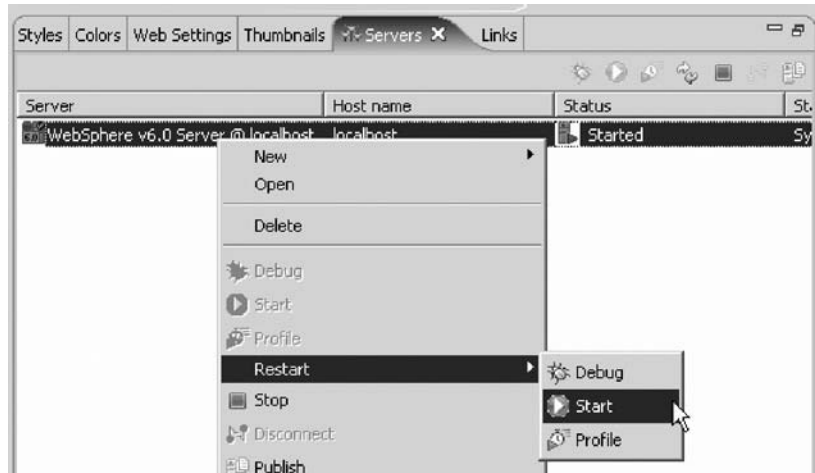 Styles Colors Web Settings Thumbnails Servers Links
Server Host name Status St
WebSphere v6.0 Server @ localhost localhost Started Sy
New
Open
Delete
Debug
Start
Profile
Restart
Debug
Start
Profile
Stop
Disconnect
Publish